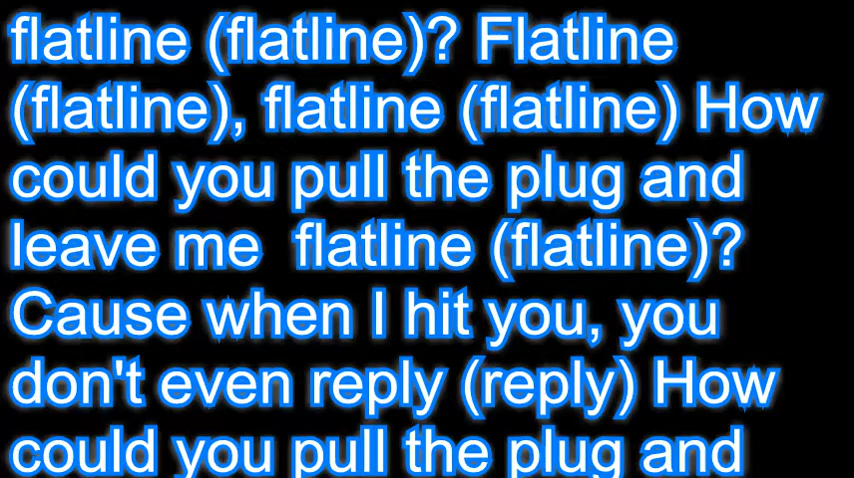 flatline (flatline)? Flatline
(flatline), flatline (flatline) How
could you pull the plug and
leave me  flatline (flatline)?
Cause when I hit you, you
don't even reply (reply) How
could you pull the plug and